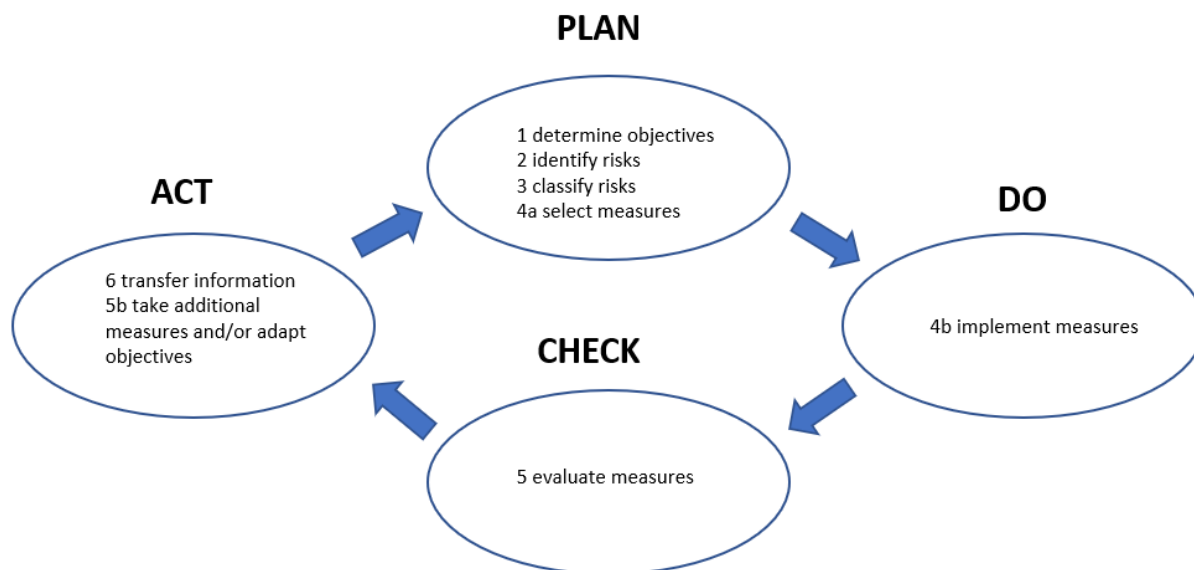 PLAN
1 determine objectives
2 identify risks
3 classify risks
4a select measures
DO
4b implement measures
CHECK
5 evaluate measures
ACT
6 transfer information
5b take additional
measures and/or adapt
objectives